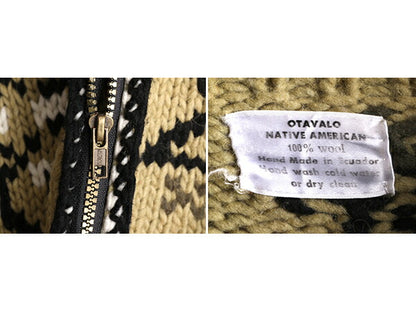 OTAVALO
NATIVE AMERICAN
100% wool
Hand Made in Ecuador
Hand wash cold water
or dry clean